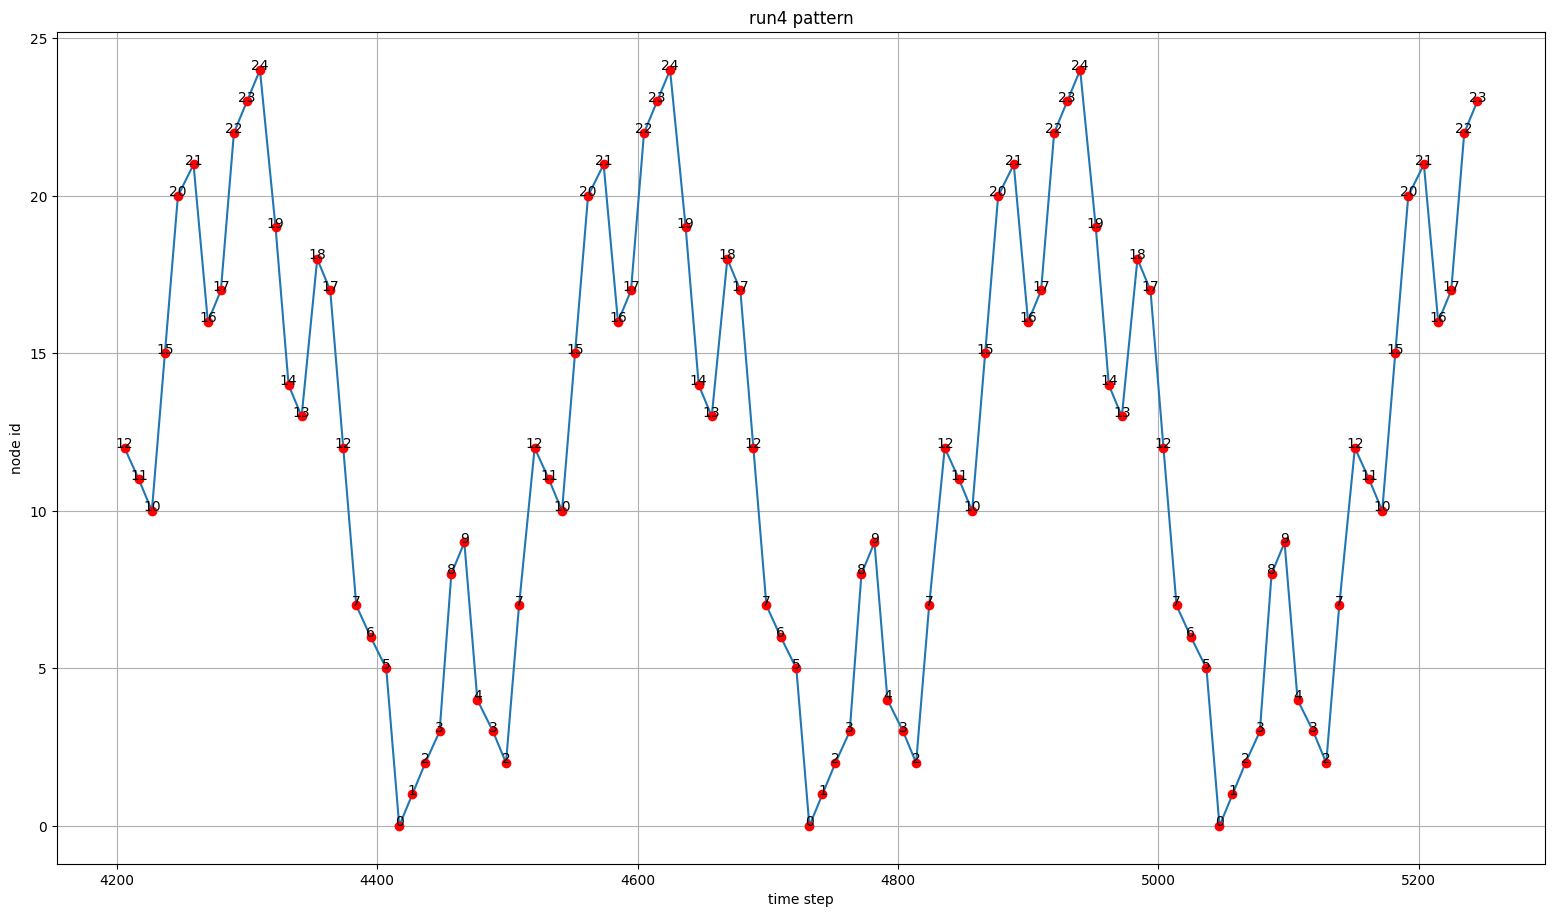 run4 pattern
25
24 24 24
23 23 23 23
22 22 22 22
21 21 21 21
20 20 20 20 20
19 19 19
18 18 18
17 17 17 17 17 17 17
16 16 16 16
15 15 15 15 15
14 14 14
13 13 13
12 12 12 12 12 12 12
node id
11 11 11 11
10 10 10 10 10
9 9 9
8 8 8
7 7 7 7 7 7
6 6 6
5 5 5 5
4 4 4
3 3 3 3 3 3
2 2 2 2 2 2
1 1 1
0 0 0 0
4200 4400 4600 4800 5000 5200
time step